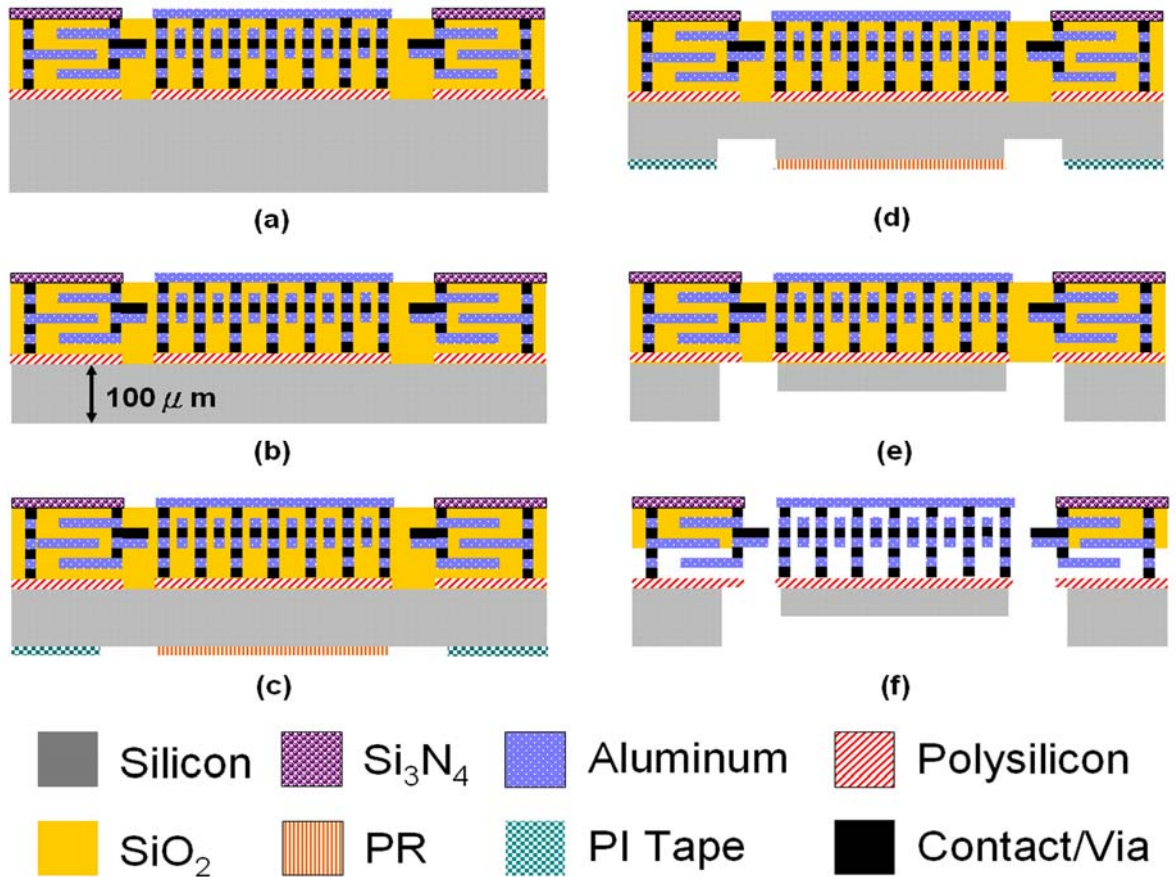 (a)
(d)
100 μm
(b)
(e)
(c)
(f)
Silicon
Si₃N₄
Aluminum
Polysilicon
SiO₂
PR
PI Tape
Contact/Via